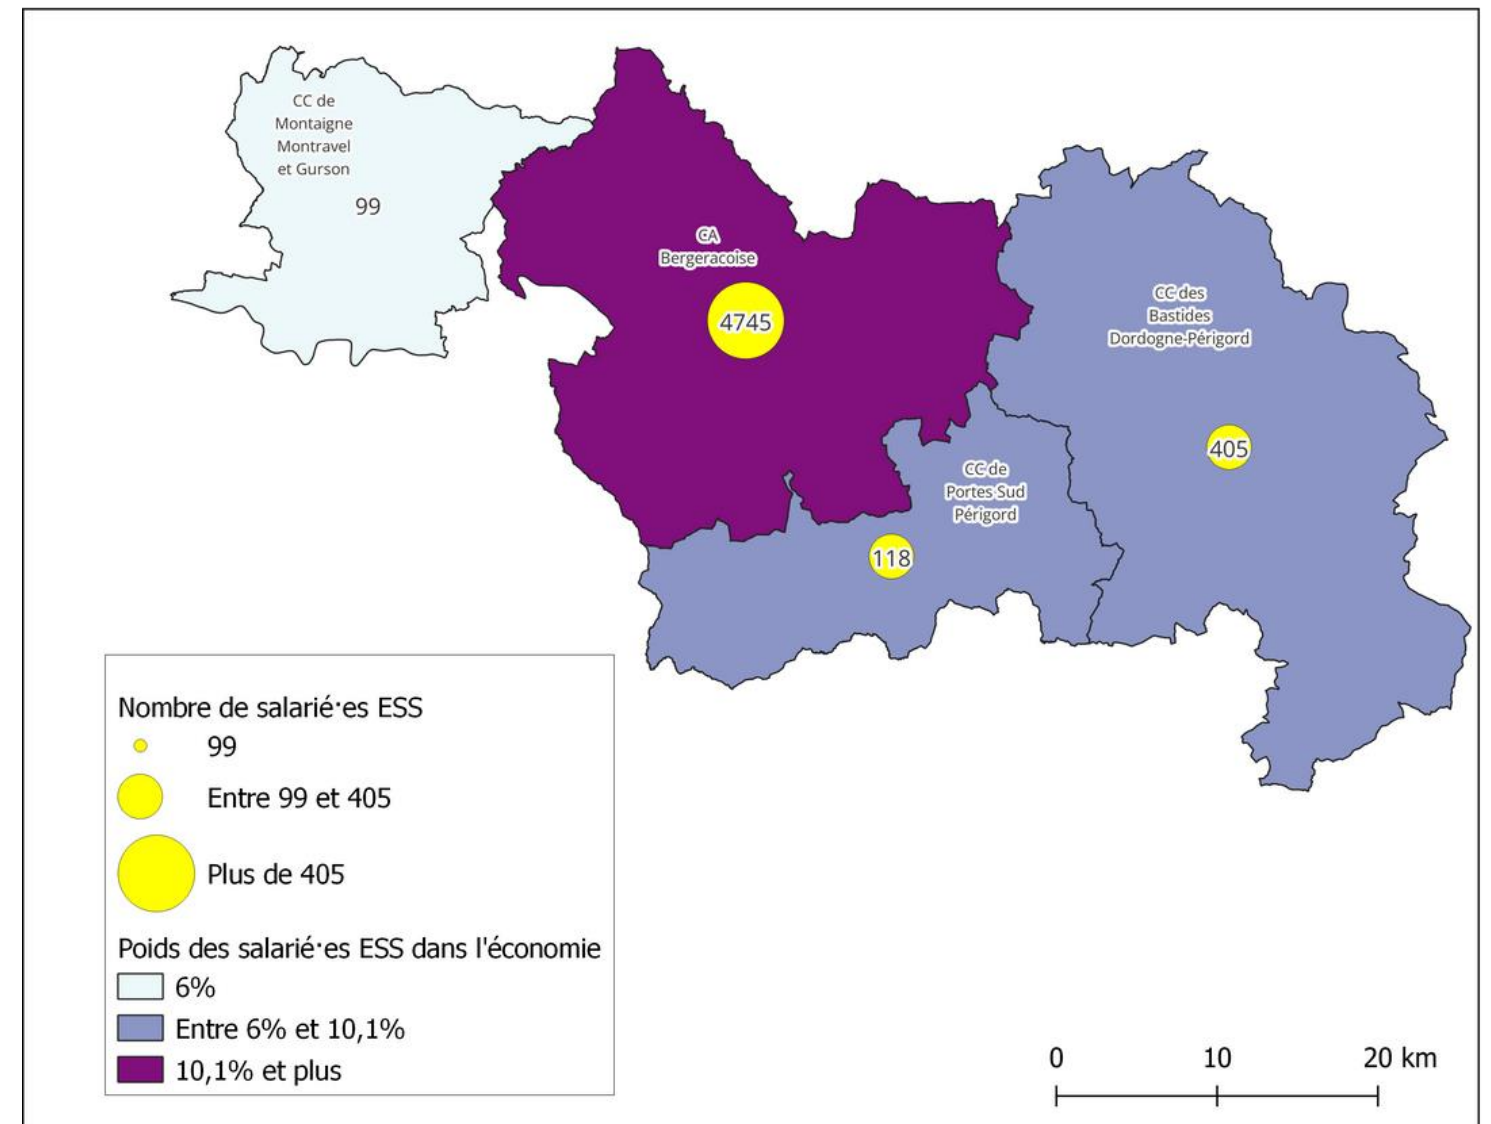 CC de
Montaigne
Montravel
et Gurson
99
CA
Bergeracoise
4745
CC des
Bastides
Dordogne-Périgord
405
CC de
Portes Sud
Périgord
118
Nombre de salarié·es ESS
99
Entre 99 et 405
Plus de 405
Poids des salarié·es ESS dans l'économie
6%
Entre 6% et 10,1%
10,1% et plus
0 10 20 km